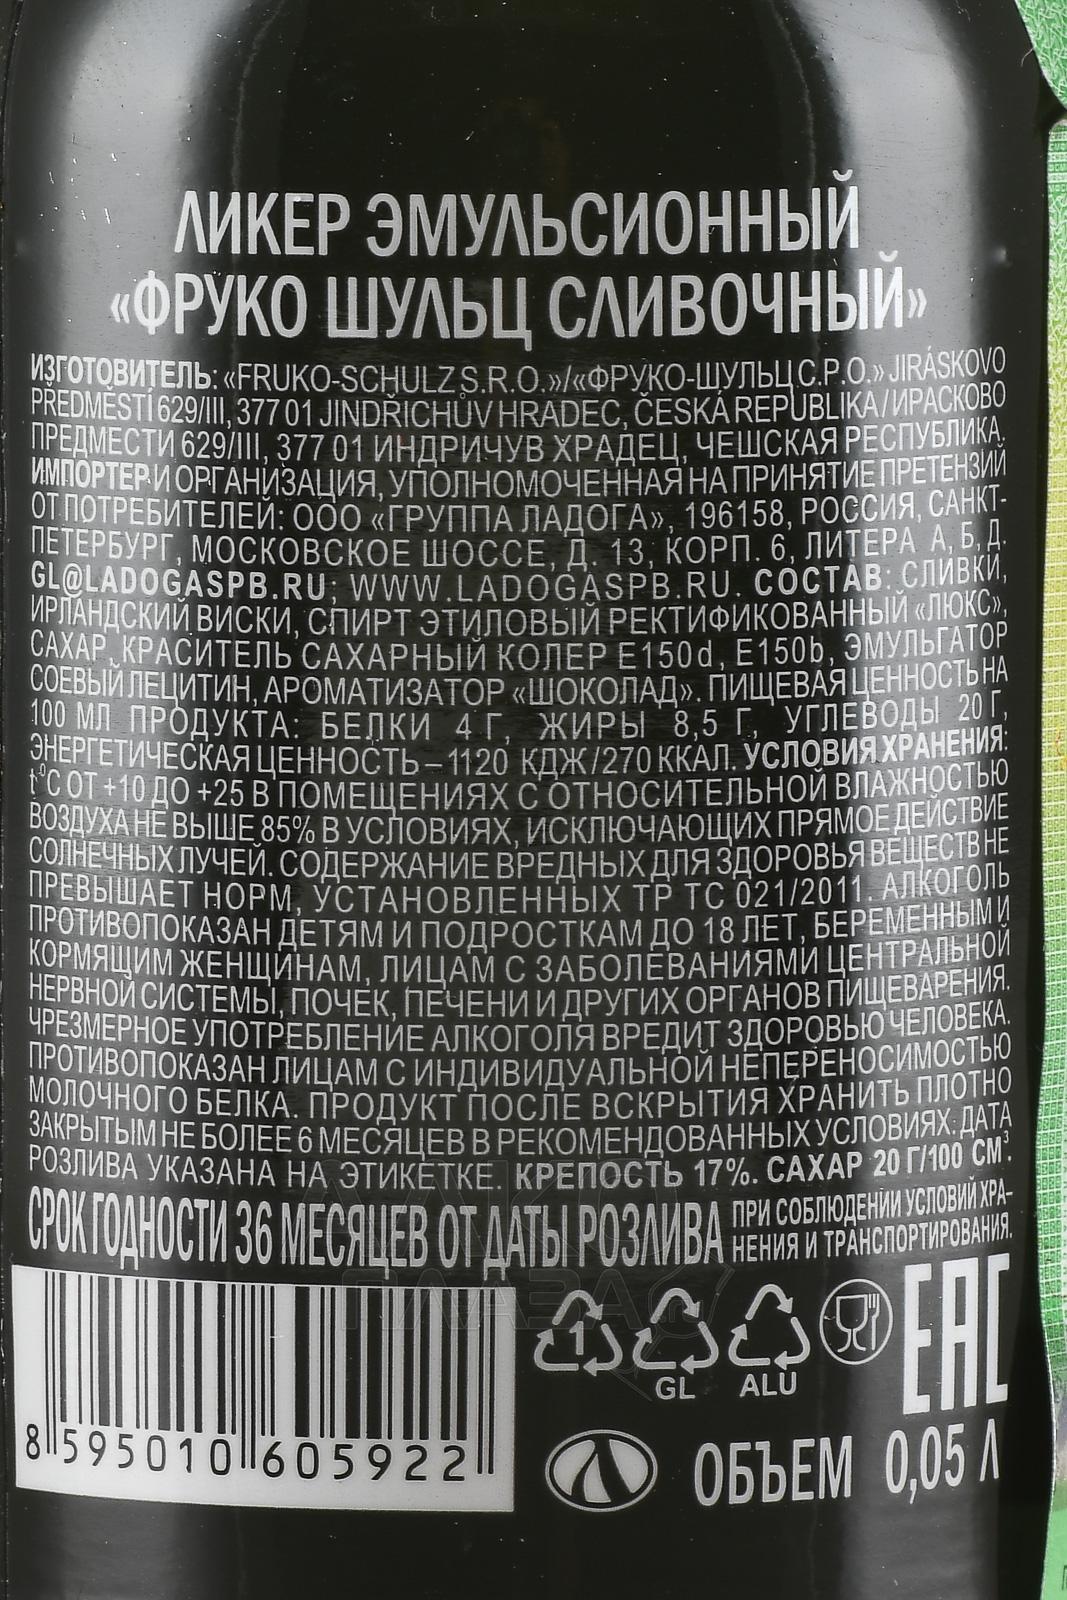 ЛИКЕР ЭМУЛЬСИОННЫЙ
«ФРУКО ШУЛЬЦ СЛИВОЧНЫЙ»
ИЗГОТОВИТЕЛЬ: «FRUKO-SCHULZ S.R.O.»/«ФРУКО-ШУЛЬЦ С.Р.О.» JIRÁSKOVO
PŘEDMĚSTÍ 629/III, 377 01 JINDŘICHŮV HRADEC, ČESKÁ REPUBLIKA / ИРАСКОВО
ПРЕДМЕСТИ 629/III, 377 01 ИНДРИЧУВ ХРАДЕЦ, ЧЕШСКАЯ РЕСПУБЛИКА.
ИМПОРТЕР И ОРГАНИЗАЦИЯ, УПОЛНОМОЧЕННАЯ НА ПРИНЯТИЕ ПРЕТЕНЗИЙ
ОТ ПОТРЕБИТЕЛЕЙ: ООО «ГРУППА ЛАДОГА», 196158, РОССИЯ, САНКТ-
ПЕТЕРБУРГ, МОСКОВСКОЕ ШОССЕ, Д. 13, КОРП. 6, ЛИТЕРА А, Б, Д.
GL@LADOGASPB.RU; WWW.LADOGASPB.RU. СОСТАВ: СЛИВКИ,
ИРЛАНДСКИЙ ВИСКИ, СПИРТ ЭТИЛОВЫЙ РЕКТИФИКОВАННЫЙ «ЛЮКС»,
САХАР, КРАСИТЕЛЬ САХАРНЫЙ КОЛЕР Е150d, Е150b, ЭМУЛЬГАТОР
СОЕВЫЙ ЛЕЦИТИН, АРОМАТИЗАТОР «ШОКОЛАД». ПИЩЕВАЯ ЦЕННОСТЬ НА
100 МЛ ПРОДУКТА: БЕЛКИ 4 Г, ЖИРЫ 8,5 Г, УГЛЕВОДЫ 20 Г,
ЭНЕРГЕТИЧЕСКАЯ ЦЕННОСТЬ – 1120 КДЖ/270 ККАЛ. УСЛОВИЯ ХРАНЕНИЯ:
t°С ОТ +10 ДО +25 В ПОМЕЩЕНИЯХ С ОТНОСИТЕЛЬНОЙ ВЛАЖНОСТЬЮ
ВОЗДУХА НЕ ВЫШЕ 85% В УСЛОВИЯХ, ИСКЛЮЧАЮЩИХ ПРЯМОЕ ДЕЙСТВИЕ
СОЛНЕЧНЫХ ЛУЧЕЙ. СОДЕРЖАНИЕ ВРЕДНЫХ ДЛЯ ЗДОРОВЬЯ ВЕЩЕСТВ НЕ
ПРЕВЫШАЕТ НОРМ, УСТАНОВЛЕННЫХ ТР ТС 021/2011. АЛКОГОЛЬ
ПРОТИВОПОКАЗАН ДЕТЯМ И ПОДРОСТКАМ ДО 18 ЛЕТ, БЕРЕМЕННЫМ И
КОРМЯЩИМ ЖЕНЩИНАМ, ЛИЦАМ С ЗАБОЛЕВАНИЯМИ ЦЕНТРАЛЬНОЙ
НЕРВНОЙ СИСТЕМЫ, ПОЧЕК, ПЕЧЕНИ И ДРУГИХ ОРГАНОВ ПИЩЕВАРЕНИЯ.
ЧРЕЗМЕРНОЕ УПОТРЕБЛЕНИЕ АЛКОГОЛЯ ВРЕДИТ ЗДОРОВЬЮ ЧЕЛОВЕКА.
ПРОТИВОПОКАЗАН ЛИЦАМ С ИНДИВИДУАЛЬНОЙ НЕПЕРЕНОСИМОСТЬЮ
МОЛОЧНОГО БЕЛКА. ПРОДУКТ ПОСЛЕ ВСКРЫТИЯ ХРАНИТЬ ПЛОТНО
ЗАКРЫТЫМ НЕ БОЛЕЕ 6 МЕСЯЦЕВ В РЕКОМЕНДОВАННЫХ УСЛОВИЯХ. ДАТА
РОЗЛИВА УКАЗАНА НА ЭТИКЕТКЕ. КРЕПОСТЬ 17%. САХАР 20 Г/100 СМ³.
СРОК ГОДНОСТИ 36 МЕСЯЦЕВ ОТ ДАТЫ РОЗЛИВА
ПРИ СОБЛЮДЕНИИ УСЛОВИЙ ХРА-
НЕНИЯ И ТРАНСПОРТИРОВАНИЯ.
1
GL
ALU
EAC
8 595010 605922
ОБЪЕМ 0,05 Л
АЛКО
ПЛАЗА.ru